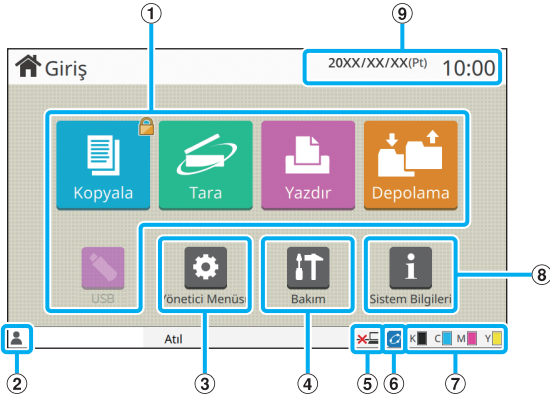 ① ⑨
Giriş 20XX/XX/XX(Pt) 10:00
Kopyala Tara Yazdır Depolama
⑧
USB Yönetici Menüsü Bakım Sistem Bilgileri
Atıl K C M Y
② ③ ④ ⑤ ⑥ ⑦